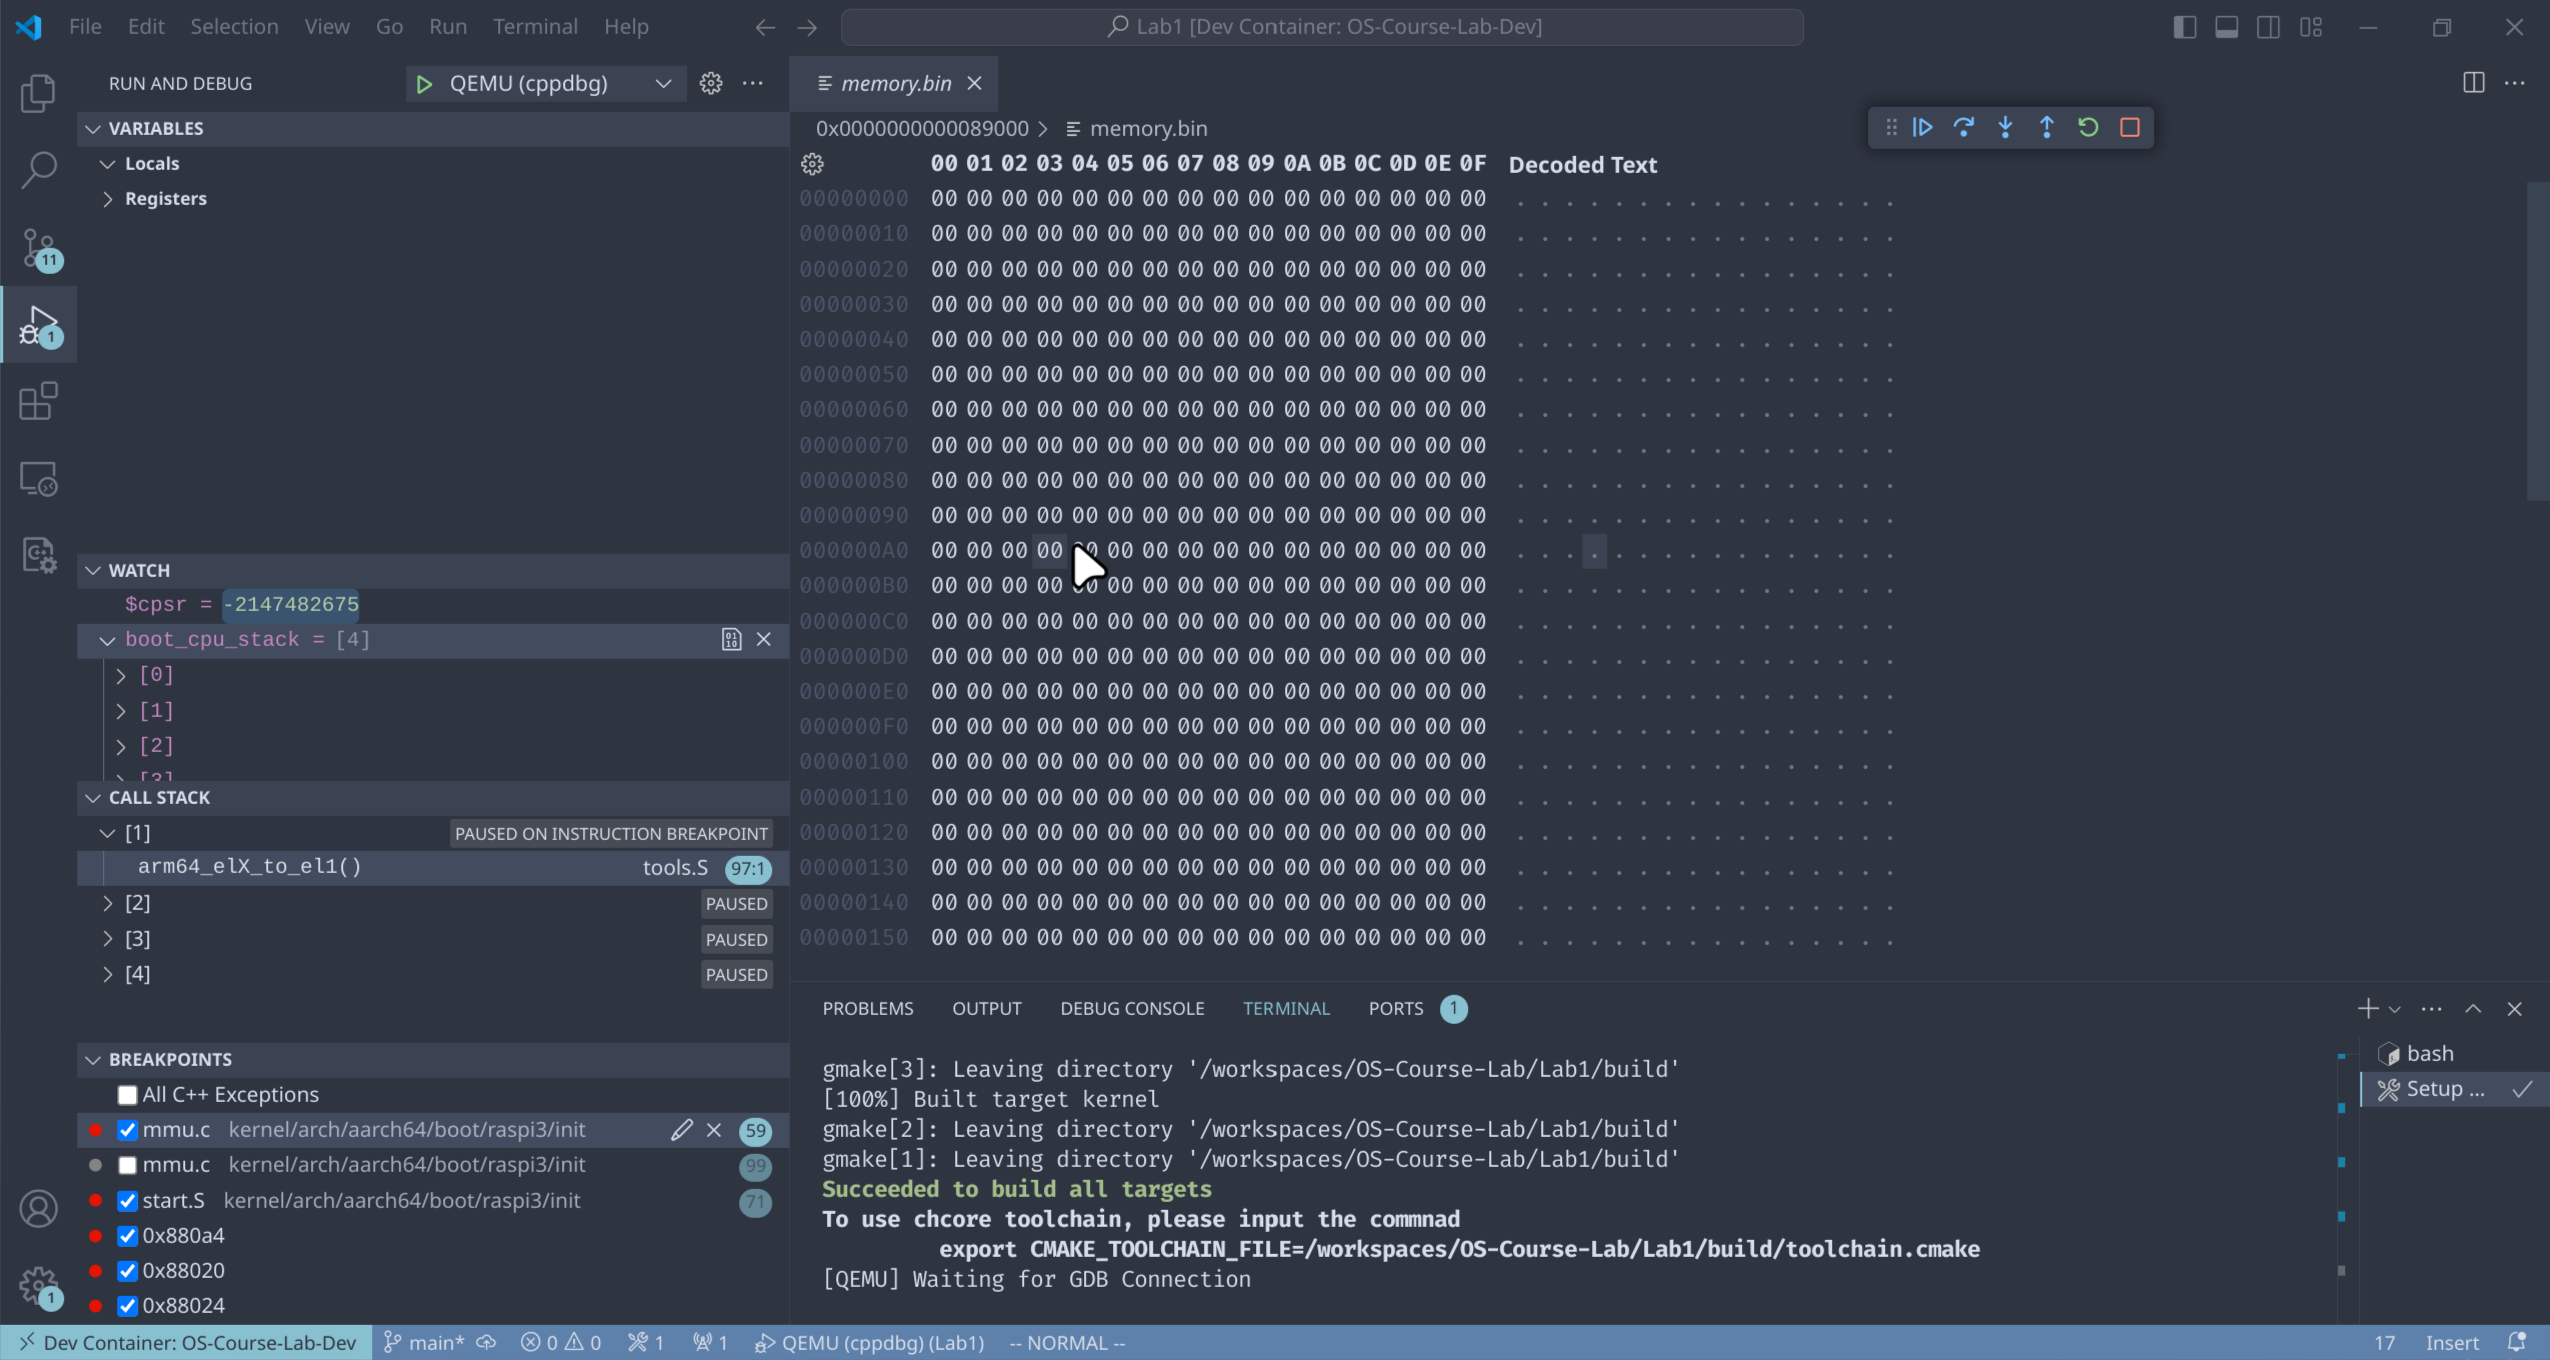 File Edit Selection View Go Run Terminal Help
Lab1 [Dev Container: OS-Course-Lab-Dev]
RUN AND DEBUG
QEMU (cppdbg)
VARIABLES
Locals
Registers
11
1
WATCH
$cpsr = -2147482675
boot_cpu_stack = [4]
[0]
[1]
[2]
[3]
CALL STACK
[1] PAUSED ON INSTRUCTION BREAKPOINT
arm64_elX_to_el1() tools.S 97:1
[2] PAUSED
[3] PAUSED
[4] PAUSED
BREAKPOINTS
All C++ Exceptions
mmu.c kernel/arch/aarch64/boot/raspi3/init 59
mmu.c kernel/arch/aarch64/boot/raspi3/init 99
start.S kernel/arch/aarch64/boot/raspi3/init 71
0x880a4
0x88020
0x88024
1
memory.bin
0x0000000000089000 > memory.bin
00 01 02 03 04 05 06 07 08 09 0A 0B 0C 0D 0E 0F Decoded Text
00000000 00 00 00 00 00 00 00 00 00 00 00 00 00 00 00 00 . . . . . . . . . . . . . . . .
00000010 00 00 00 00 00 00 00 00 00 00 00 00 00 00 00 00 . . . . . . . . . . . . . . . .
00000020 00 00 00 00 00 00 00 00 00 00 00 00 00 00 00 00 . . . . . . . . . . . . . . . .
00000030 00 00 00 00 00 00 00 00 00 00 00 00 00 00 00 00 . . . . . . . . . . . . . . . .
00000040 00 00 00 00 00 00 00 00 00 00 00 00 00 00 00 00 . . . . . . . . . . . . . . . .
00000050 00 00 00 00 00 00 00 00 00 00 00 00 00 00 00 00 . . . . . . . . . . . . . . . .
00000060 00 00 00 00 00 00 00 00 00 00 00 00 00 00 00 00 . . . . . . . . . . . . . . . .
00000070 00 00 00 00 00 00 00 00 00 00 00 00 00 00 00 00 . . . . . . . . . . . . . . . .
00000080 00 00 00 00 00 00 00 00 00 00 00 00 00 00 00 00 . . . . . . . . . . . . . . . .
00000090 00 00 00 00 00 00 00 00 00 00 00 00 00 00 00 00 . . . . . . . . . . . . . . . .
000000A0 00 00 00 00 00 00 00 00 00 00 00 00 00 00 00 00 . . . . . . . . . . . . . . . .
000000B0 00 00 00 00 00 00 00 00 00 00 00 00 00 00 00 00 . . . . . . . . . . . . . . . .
000000C0 00 00 00 00 00 00 00 00 00 00 00 00 00 00 00 00 . . . . . . . . . . . . . . . .
000000D0 00 00 00 00 00 00 00 00 00 00 00 00 00 00 00 00 . . . . . . . . . . . . . . . .
000000E0 00 00 00 00 00 00 00 00 00 00 00 00 00 00 00 00 . . . . . . . . . . . . . . . .
000000F0 00 00 00 00 00 00 00 00 00 00 00 00 00 00 00 00 . . . . . . . . . . . . . . . .
00000100 00 00 00 00 00 00 00 00 00 00 00 00 00 00 00 00 . . . . . . . . . . . . . . . .
00000110 00 00 00 00 00 00 00 00 00 00 00 00 00 00 00 00 . . . . . . . . . . . . . . . .
00000120 00 00 00 00 00 00 00 00 00 00 00 00 00 00 00 00 . . . . . . . . . . . . . . . .
00000130 00 00 00 00 00 00 00 00 00 00 00 00 00 00 00 00 . . . . . . . . . . . . . . . .
00000140 00 00 00 00 00 00 00 00 00 00 00 00 00 00 00 00 . . . . . . . . . . . . . . . .
00000150 00 00 00 00 00 00 00 00 00 00 00 00 00 00 00 00 . . . . . . . . . . . . . . . .
PROBLEMS OUTPUT DEBUG CONSOLE TERMINAL PORTS 1
gmake[3]: Leaving directory '/workspaces/OS-Course-Lab/Lab1/build'
[100%] Built target kernel
gmake[2]: Leaving directory '/workspaces/OS-Course-Lab/Lab1/build'
gmake[1]: Leaving directory '/workspaces/OS-Course-Lab/Lab1/build'
Succeeded to build all targets
To use chcore toolchain, please input the commnad
export CMAKE_TOOLCHAIN_FILE=/workspaces/OS-Course-Lab/Lab1/build/toolchain.cmake
[QEMU] Waiting for GDB Connection
bash
Setup ...
Dev Container: OS-Course-Lab-Dev main* 0 0 1 1 QEMU (cppdbg) (Lab1) -- NORMAL -- 17 Insert